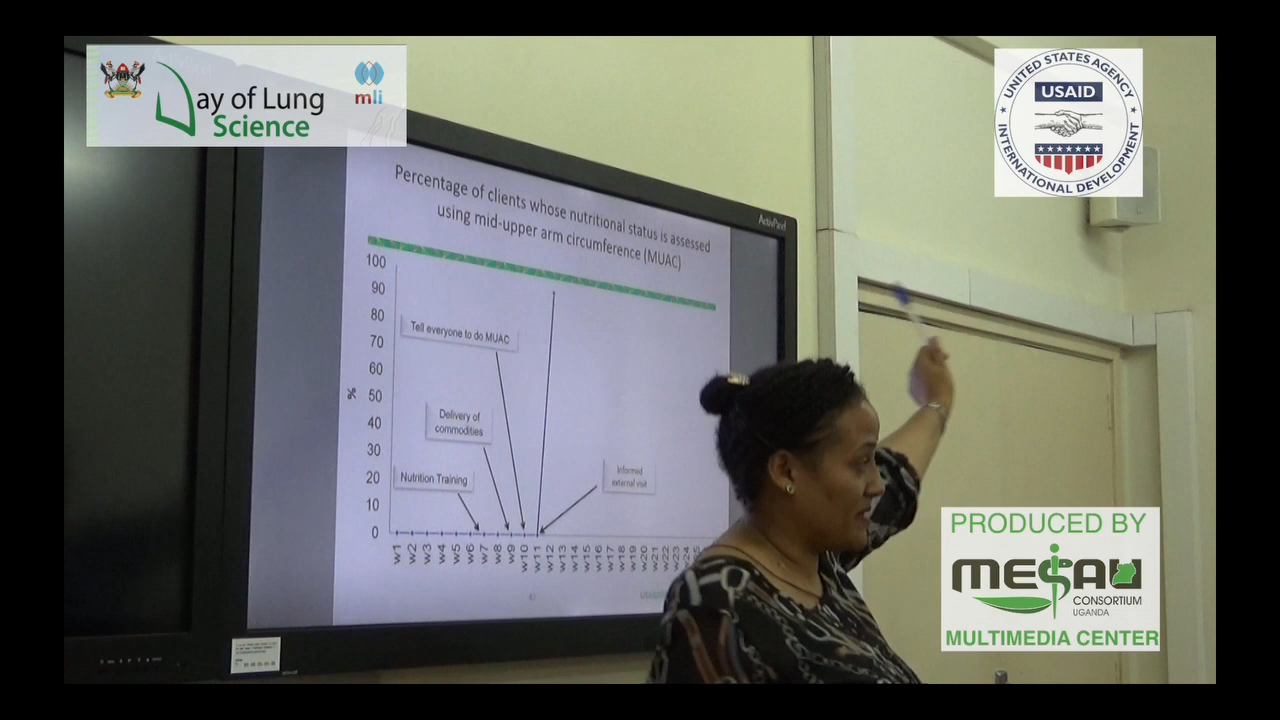 Day of Lung
Science
mli
UNITED STATES AGENCY
USAID
INTERNATIONAL DEVELOPMENT
ActivPanel
Percentage of clients whose nutritional status is assessed
using mid-upper arm circumference (MUAC)
100
90
80
70
60
50
40
30
20
10
0
%
Tell everyone to do MUAC
Delivery of
commodities
Nutrition Training
Informed
external visit
w1 w2 w3 w4 w5 w6 w7 w8 w9 w10 w11 w12 w13 w14 w15 w16 w17 w18 w19 w20 w21 w22 w23 w24 w25
PRODUCED BY
MESAU
CONSORTIUM
UGANDA
MULTIMEDIA CENTER